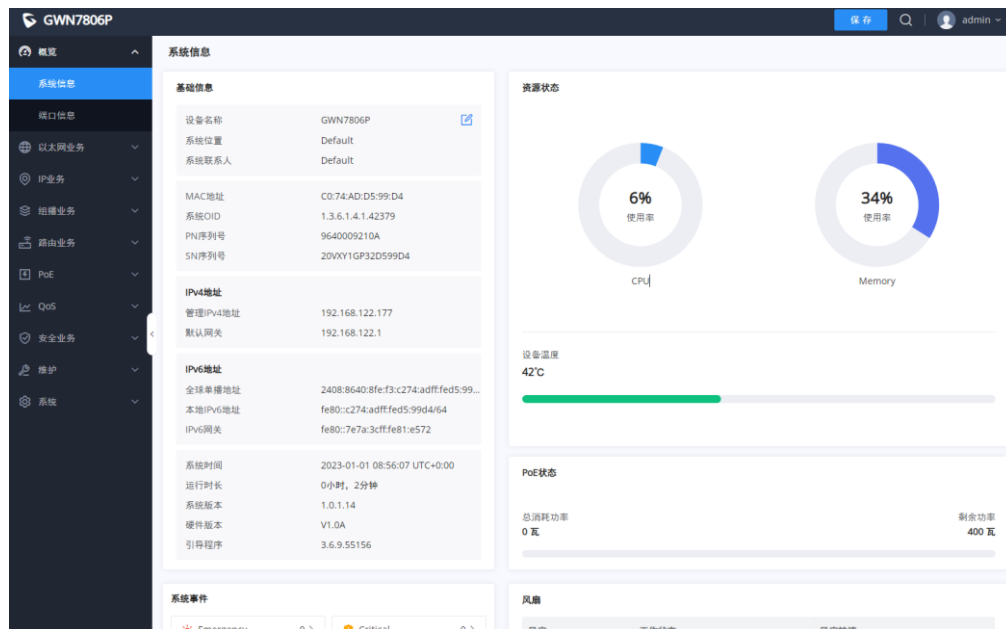 GWN7806P
保存
admin
概览
系统信息
端口信息
以太网业务
IP业务
组播业务
路由业务
PoE
QoS
安全业务
维护
系统
系统信息
基础信息
设备名称 GWN7806P
系统位置 Default
系统联系人 Default
MAC地址 C0:74:AD:D5:99:D4
系统OID 1.3.6.1.4.1.42379
PN序列号 9640009210A
SN序列号 20VXY1GP32D599D4
IPv4地址
管理IPv4地址 192.168.122.177
默认网关 192.168.122.1
IPv6地址
全球单播地址 2408:8640:8fe:f3:c274:adff:fed5:99...
本地IPv6地址 fe80::c274:adff:fed5:99d4/64
IPv6网关 fe80::7e7a:3cff:fe81:e572
系统时间 2023-01-01 08:56:07 UTC+0:00
运行时长 0小时，2分钟
系统版本 1.0.1.14
硬件版本 V1.0A
引导程序 3.6.9.55156
系统事件
Emergency 0
Critical 0
资源状态
6%
使用率
CPU
34%
使用率
Memory
设备温度
42℃
PoE状态
总消耗功率 剩余功率
0 瓦 400 瓦
风扇